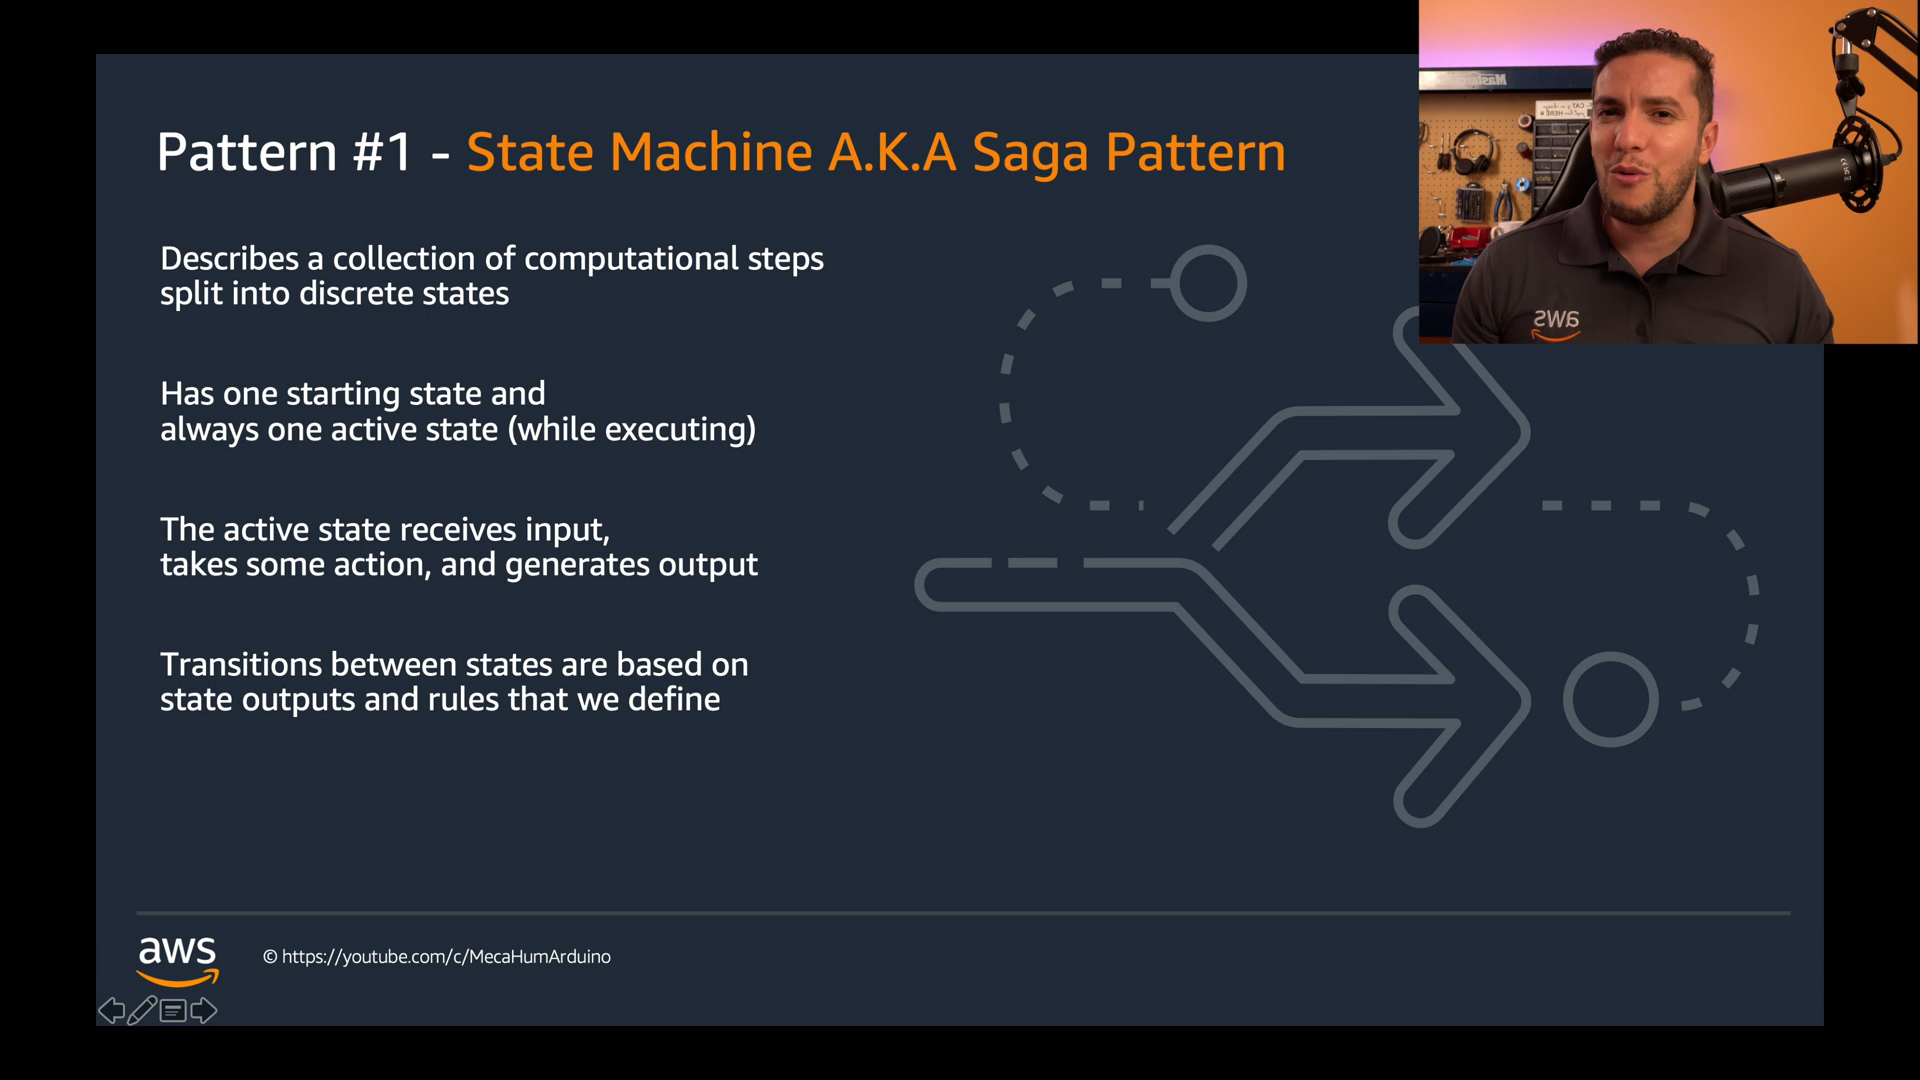 Pattern #1 - State Machine A.K.A Saga Pattern
Describes a collection of computational steps
split into discrete states
Has one starting state and
always one active state (while executing)
The active state receives input,
takes some action, and generates output
Transitions between states are based on
state outputs and rules that we define
aws
© https://youtube.com/c/MecaHumArduino
aws